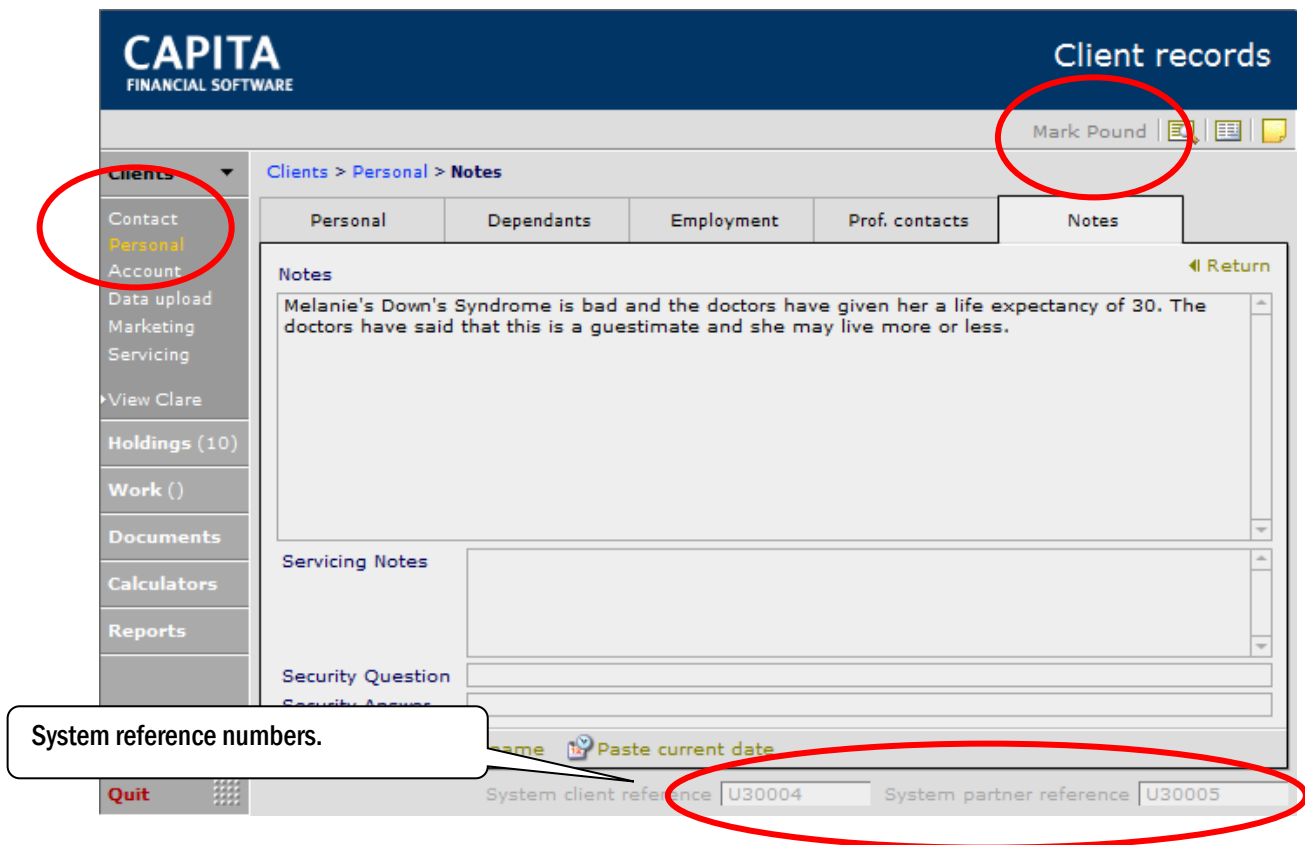 CAPITA
FINANCIAL SOFTWARE
Client records
Mark Pound
Clients
Clients > Personal > Notes
Contact
Personal
Account
Data upload
Marketing
Servicing
View Clare
Holdings (10)
Work ()
Documents
Calculators
Reports
Personal
Dependants
Employment
Prof. contacts
Notes
Return
Notes
Melanie's Down's Syndrome is bad and the doctors have given her a life expectancy of 30. The
doctors have said that this is a guestimate and she may live more or less.
Servicing Notes
Security Question
Security Answer
System reference numbers.
name
Paste current date
Quit
System client reference U30004
System partner reference U30005